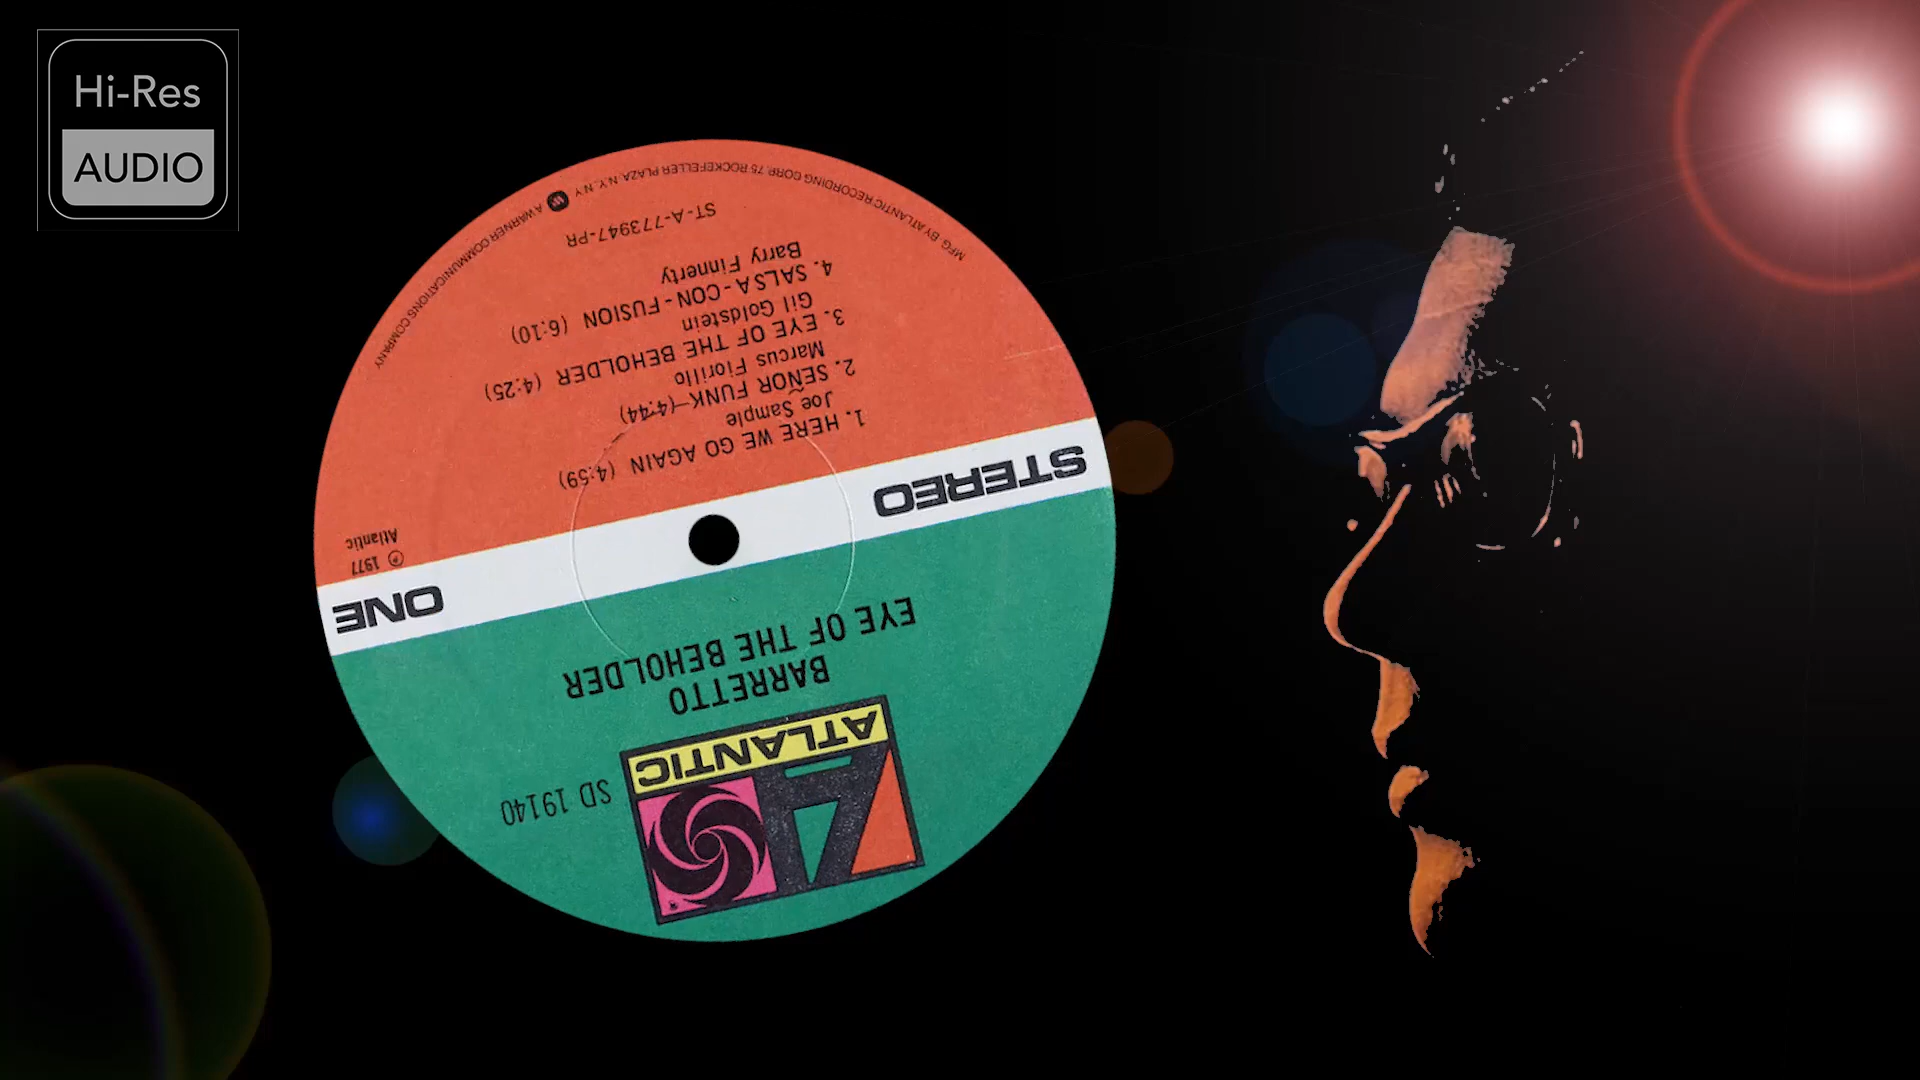 Hi-Res
AUDIO
ATLANTIC
SD 19140
BARRETTO
EYE OF THE BEHOLDER
STEREO
ONE
℗ 1977
Atlantic
1. HERE WE GO AGAIN (4:59)
Joe Sample
2. SEÑOR FUNK (4:44)
Marcus Fiorillo
3. EYE OF THE BEHOLDER (4:25)
Gil Goldstein
4. SALSA-CON-FUSION (6:10)
Barry Finnerty
ST-A-773947-PR
MFG. BY ATLANTIC RECORDING CORP. 75 ROCKEFELLER PLAZA, N.Y., N.Y. A WARNER COMMUNICATIONS COMPANY